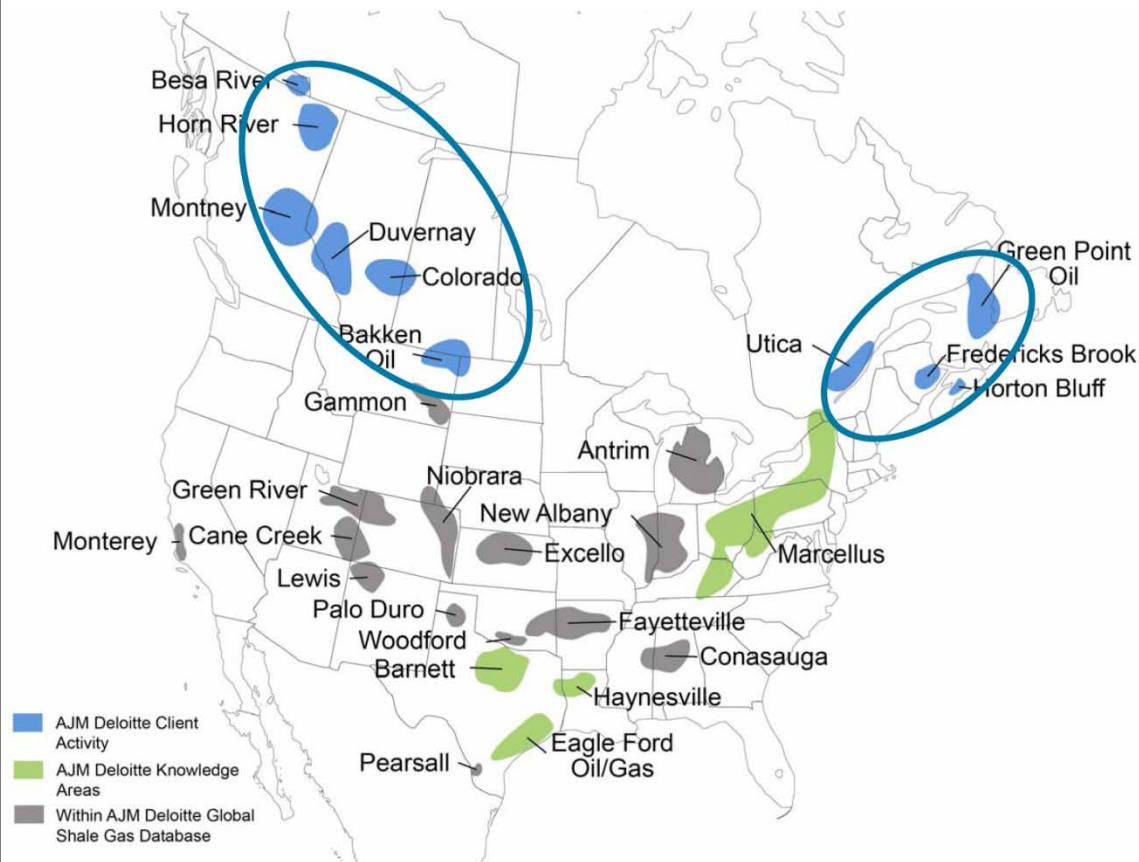 Besa River
Horn River
Montney
Duvernay
Colorado
Bakken
Oil
Gammon
Green Point
Oil
Utica
Fredericks Brook
Horton Bluff
Antrim
Niobrara
Green River
New Albany
Monterey
Cane Creek
Excello
Marcellus
Lewis
Palo Duro
Fayetteville
Woodford
Conasauga
Barnett
Haynesville
Eagle Ford
Oil/Gas
Pearsall
AJM Deloitte Client
Activity
AJM Deloitte Knowledge
Areas
Within AJM Deloitte Global
Shale Gas Database